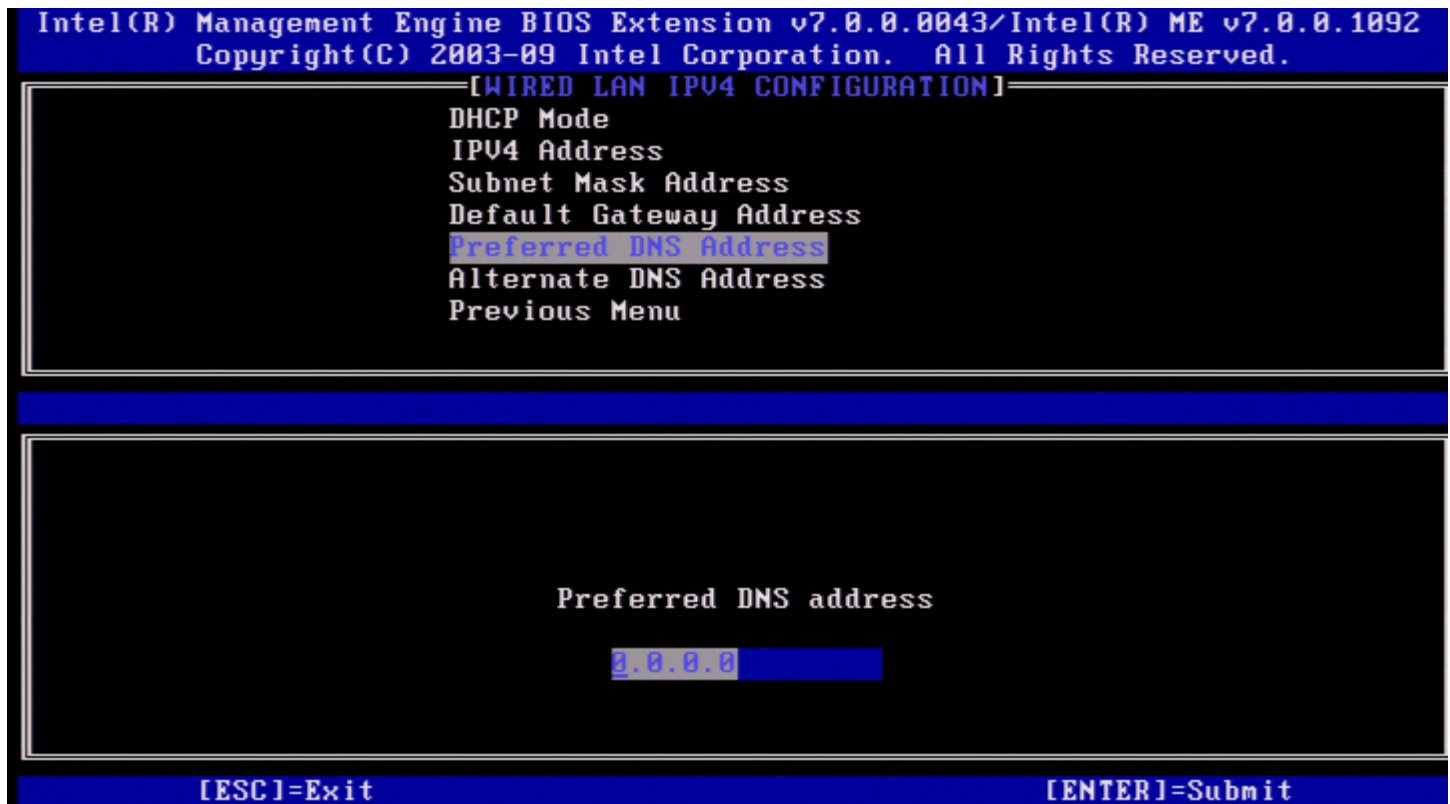 Intel(R) Management Engine BIOS Extension v7.0.0.0043/Intel(R) ME v7.0.0.1092
Copyright(C) 2003-09 Intel Corporation. All Rights Reserved.
[WIRED LAN IPV4 CONFIGURATION]
DHCP Mode
IPV4 Address
Subnet Mask Address
Default Gateway Address
Preferred DNS Address
Alternate DNS Address
Previous Menu
Preferred DNS address
0.0.0.0
[ESC]=Exit [ENTER]=Submit